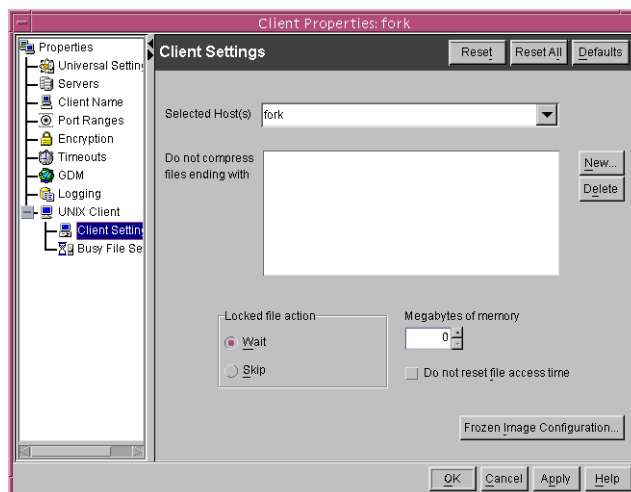 Client Properties: fork
Properties
Universal Settin
Servers
Client Name
Port Ranges
Encryption
Timeouts
GDM
Logging
UNIX Client
Client Settin
Busy File Se
Client Settings
Reset
Reset All
Defaults
Selected Host(s)
fork
Do not compress
files ending with
New...
Delete
Locked file action
Wait
Skip
Megabytes of memory
0
Do not reset file access time
Frozen Image Configuration...
OK
Cancel
Apply
Help